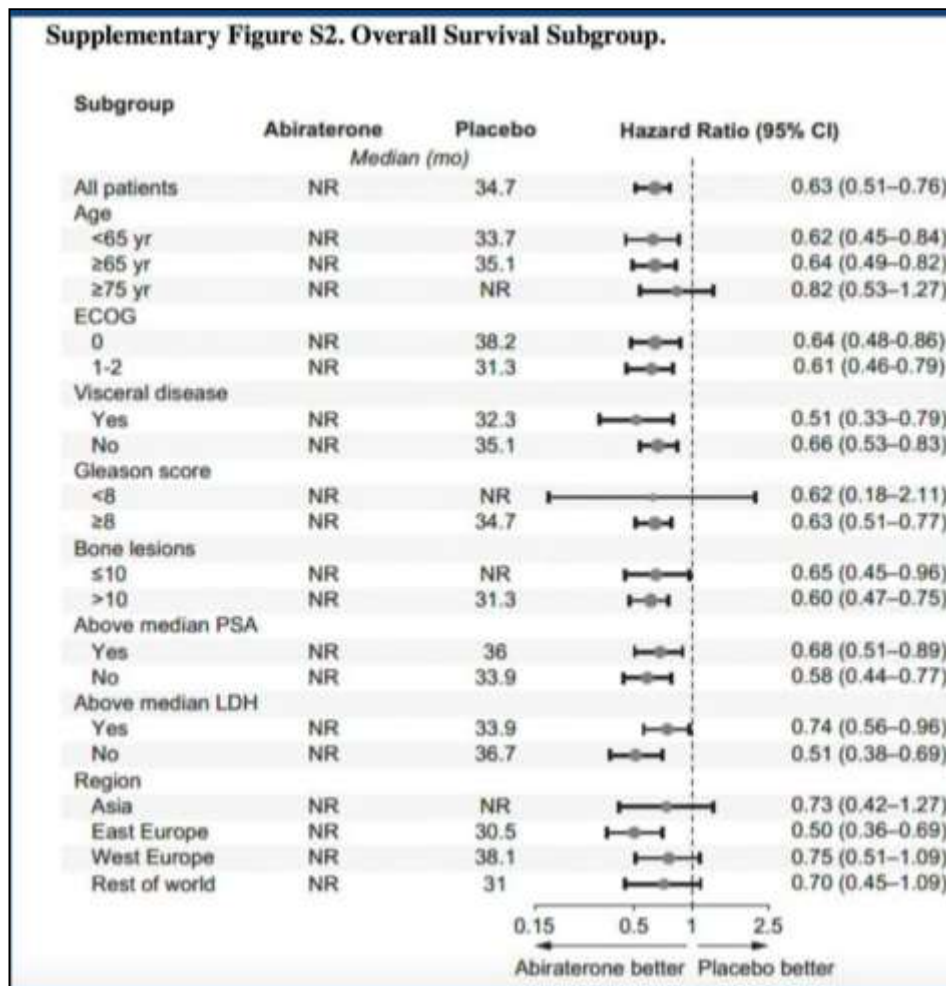 Supplementary Figure S2. Overall Survival Subgroup.
Subgroup
Abiraterone Placebo Hazard Ratio (95% CI)
Median (mo)
All patients NR 34.7 0.63 (0.51–0.76)
Age
<65 yr NR 33.7 0.62 (0.45–0.84)
≥65 yr NR 35.1 0.64 (0.49–0.82)
≥75 yr NR NR 0.82 (0.53–1.27)
ECOG
0 NR 38.2 0.64 (0.48-0.86)
1-2 NR 31.3 0.61 (0.46-0.79)
Visceral disease
Yes NR 32.3 0.51 (0.33–0.79)
No NR 35.1 0.66 (0.53–0.83)
Gleason score
<8 NR NR 0.62 (0.18–2.11)
≥8 NR 34.7 0.63 (0.51–0.77)
Bone lesions
≤10 NR NR 0.65 (0.45–0.96)
>10 NR 31.3 0.60 (0.47–0.75)
Above median PSA
Yes NR 36 0.68 (0.51–0.89)
No NR 33.9 0.58 (0.44–0.77)
Above median LDH
Yes NR 33.9 0.74 (0.56–0.96)
No NR 36.7 0.51 (0.38–0.69)
Region
Asia NR NR 0.73 (0.42–1.27)
East Europe NR 30.5 0.50 (0.36–0.69)
West Europe NR 38.1 0.75 (0.51–1.09)
Rest of world NR 31 0.70 (0.45–1.09)
0.15 0.5 1 2.5
Abiraterone better Placebo better